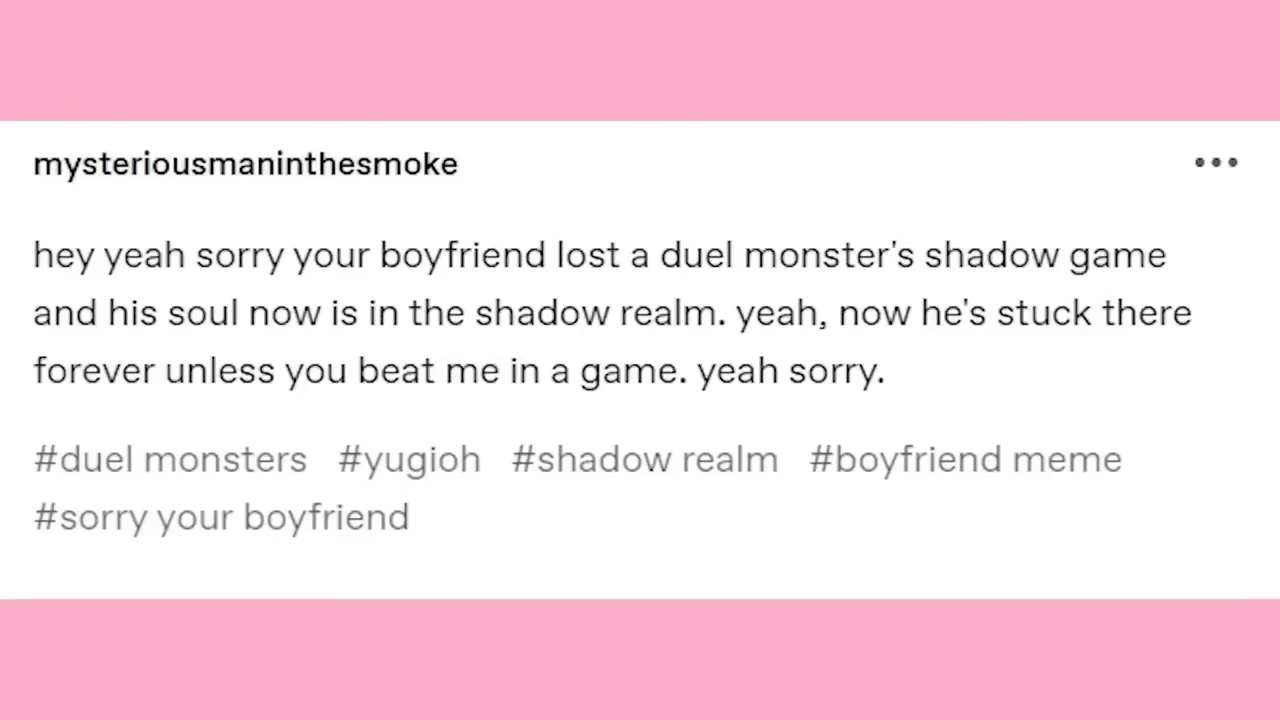 mysteriousmaninthesmoke
hey yeah sorry your boyfriend lost a duel monster's shadow game
and his soul now is in the shadow realm. yeah, now he's stuck there
forever unless you beat me in a game. yeah sorry.
#duel monsters #yugioh #shadow realm #boyfriend meme
#sorry your boyfriend